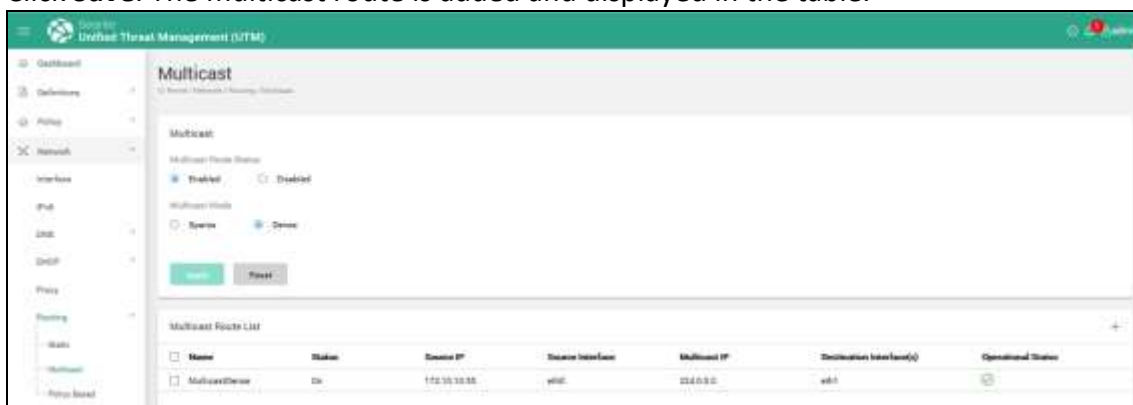 Click Save. The multicast route is added and displayed in the table.
Unified Threat Management (UTM)
Dashboard
Definitions
Policy
Network
Interface
IPv6
DNS
DHCP
Proxy
Routing
Static
Multicast
Policy Based
Multicast
Multicast
Multicast Route Status
Enabled Disabled
Multicast Mode
Sparse Dense
Reset
Multicast Route List
Name Status Source IP Source Interface Multicast IP Destination Interface(s) Operational Status
MulticastDense On eth0 eth1